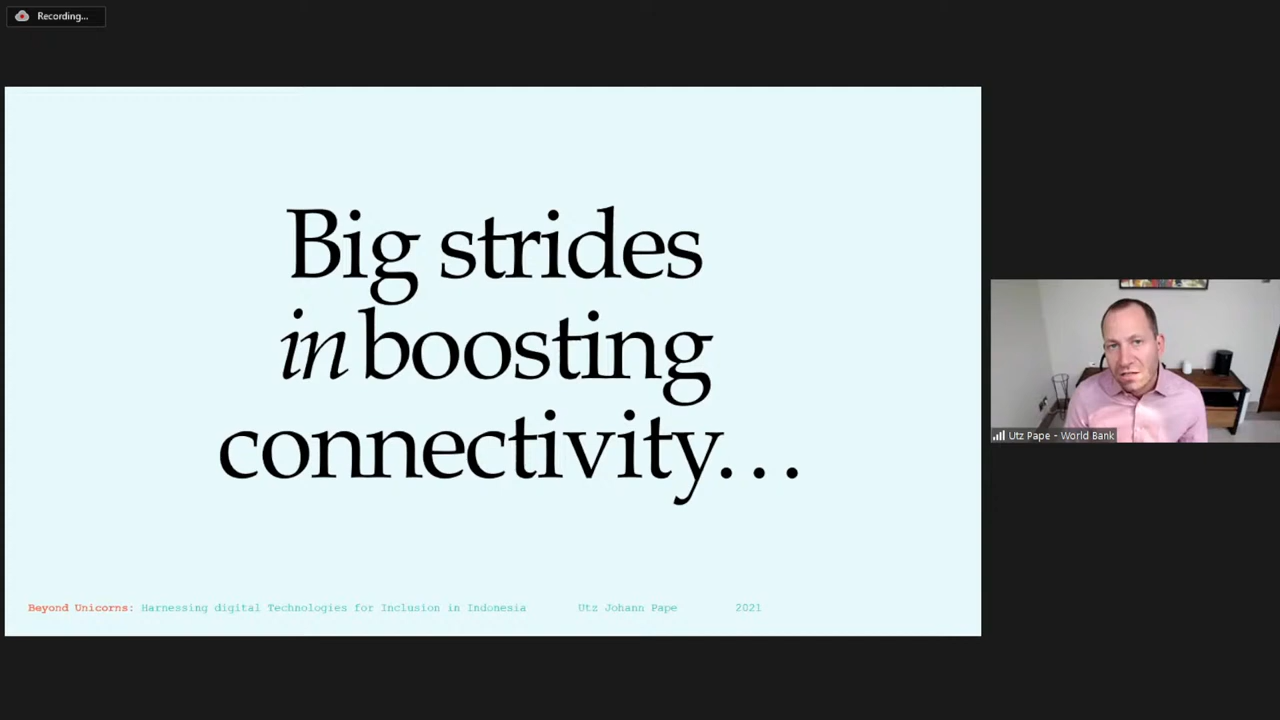 Recording...
Big strides
in boosting
connectivity...
Utz Pape - World Bank
Beyond Unicorns: Harnessing digital Technologies for Inclusion in Indonesia Utz Johann Pape 2021